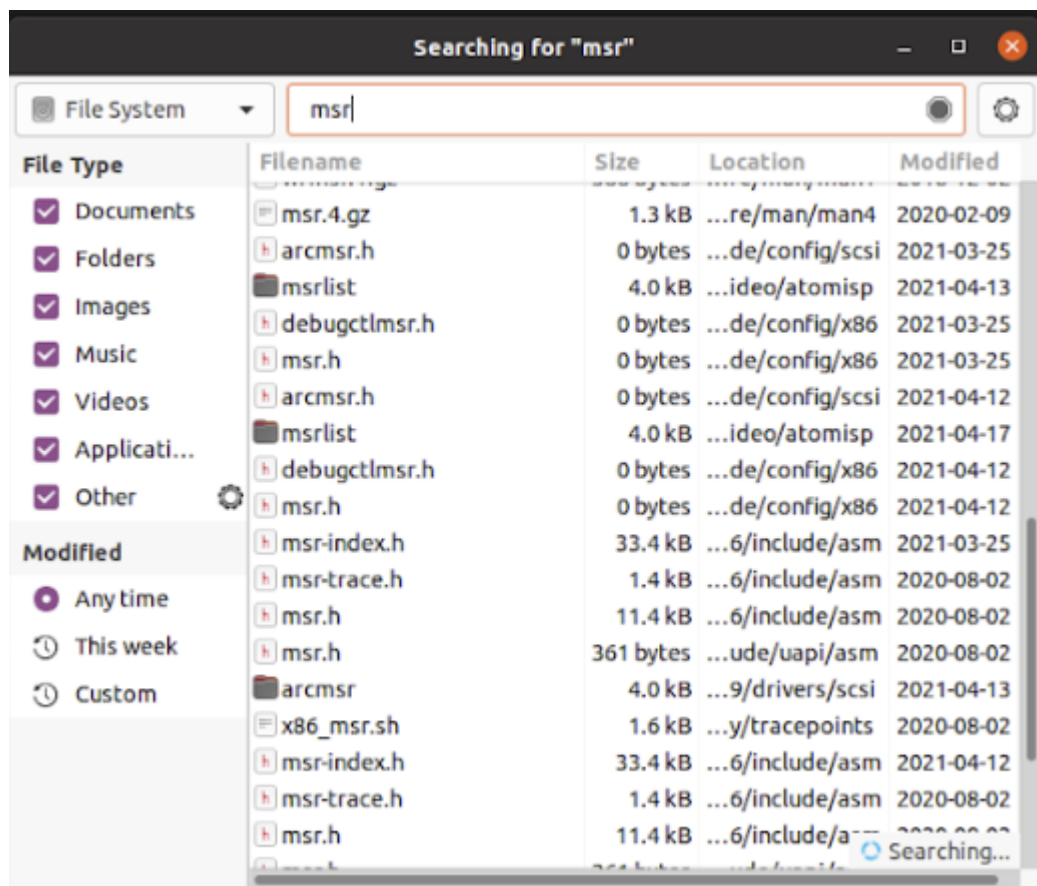 Searching for "msr"
File System
msr
File Type
Documents
Folders
Images
Music
Videos
Applicati...
Other
Modified
Any time
This week
Custom
Filename Size Location Modified
msr.4.gz 1.3 kB ...re/man/man4 2020-02-09
arcmsr.h 0 bytes ...de/config/scsi 2021-03-25
msrlist 4.0 kB ...ideo/atomisp 2021-04-13
debugctlmsr.h 0 bytes ...de/config/x86 2021-03-25
msr.h 0 bytes ...de/config/x86 2021-03-25
arcmsr.h 0 bytes ...de/config/scsi 2021-04-12
msrlist 4.0 kB ...ideo/atomisp 2021-04-17
debugctlmsr.h 0 bytes ...de/config/x86 2021-04-12
msr.h 0 bytes ...de/config/x86 2021-04-12
msr-index.h 33.4 kB ...6/include/asm 2021-03-25
msr-trace.h 1.4 kB ...6/include/asm 2020-08-02
msr.h 11.4 kB ...6/include/asm 2020-08-02
msr.h 361 bytes ...ude/uapi/asm 2020-08-02
arcmsr 4.0 kB ...9/drivers/scsi 2021-04-13
x86_msr.sh 1.6 kB ...y/tracepoints 2020-08-02
msr-index.h 33.4 kB ...6/include/asm 2021-04-12
msr-trace.h 1.4 kB ...6/include/asm 2020-08-02
msr.h 11.4 kB
Searching...